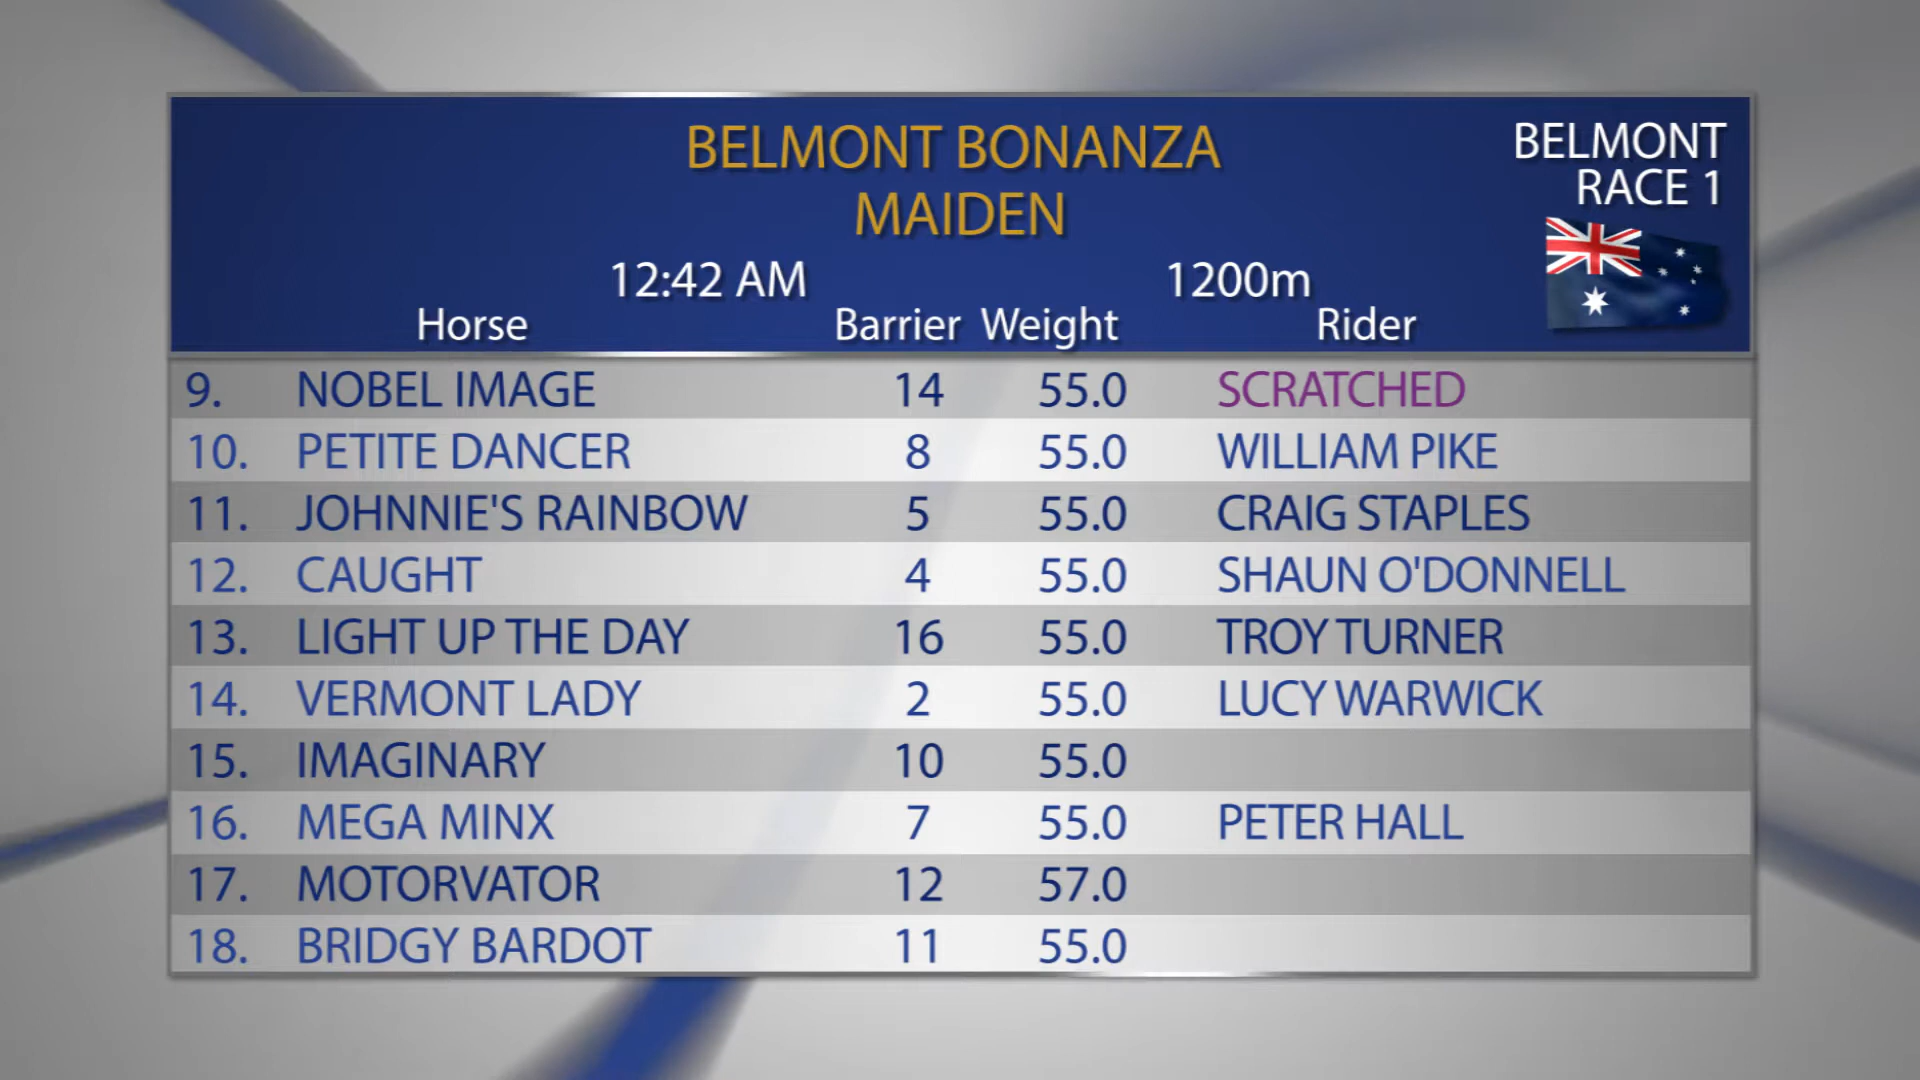 BELMONT BONANZA
MAIDEN
BELMONT
RACE 1
12:42 AM 1200m
Horse Barrier Weight Rider
9. NOBEL IMAGE 14 55.0 SCRATCHED
10. PETITE DANCER 8 55.0 WILLIAM PIKE
11. JOHNNIE'S RAINBOW 5 55.0 CRAIG STAPLES
12. CAUGHT 4 55.0 SHAUN O'DONNELL
13. LIGHT UP THE DAY 16 55.0 TROY TURNER
14. VERMONT LADY 2 55.0 LUCY WARWICK
15. IMAGINARY 10 55.0
16. MEGA MINX 7 55.0 PETER HALL
17. MOTORVATOR 12 57.0
18. BRIDGY BARDOT 11 55.0